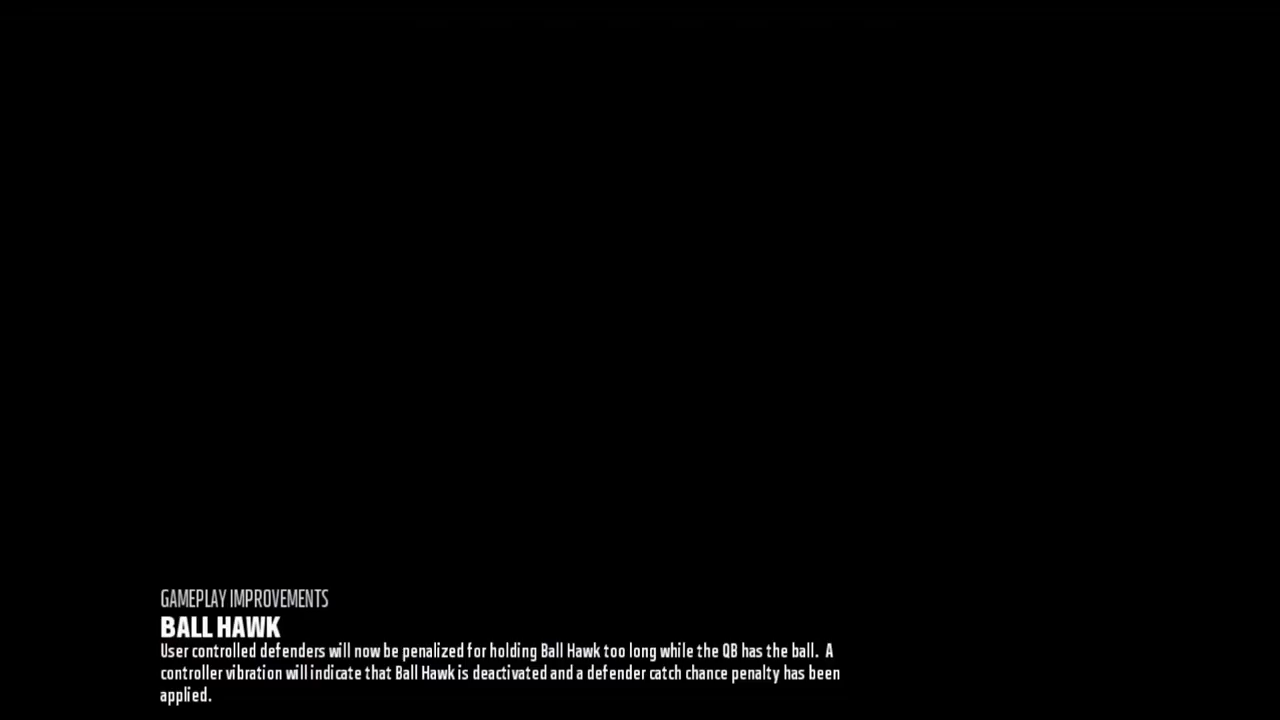 GAMEPLAY IMPROVEMENTS
BALL HAWK
User controlled defenders will now be penalized for holding Ball Hawk too long while the QB has the ball.  A
controller vibration will indicate that Ball Hawk is deactivated and a defender catch chance penalty has been
applied.